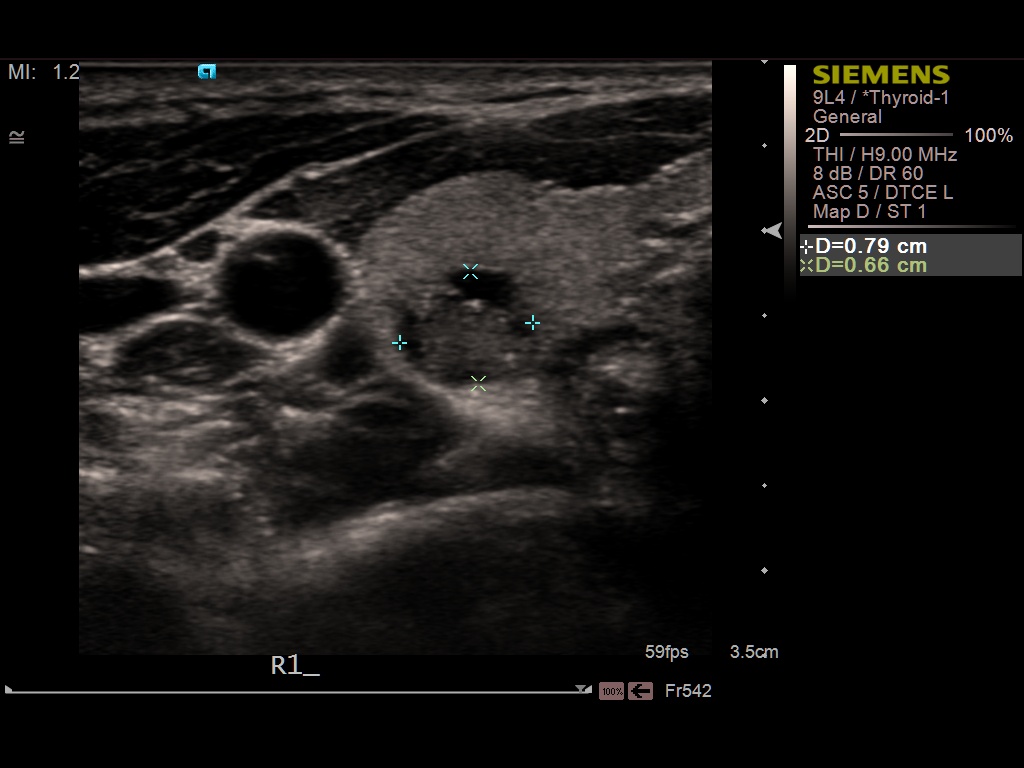 MI: 1.2
SIEMENS
9L4 / *Thyroid-1
General
2D 100%
THI / H9.00 MHz
8 dB / DR 60
ASC 5 / DTCE L
Map D / ST 1
D=0.79 cm
D=0.66 cm
59fps 3.5cm
R1_
100% Fr542